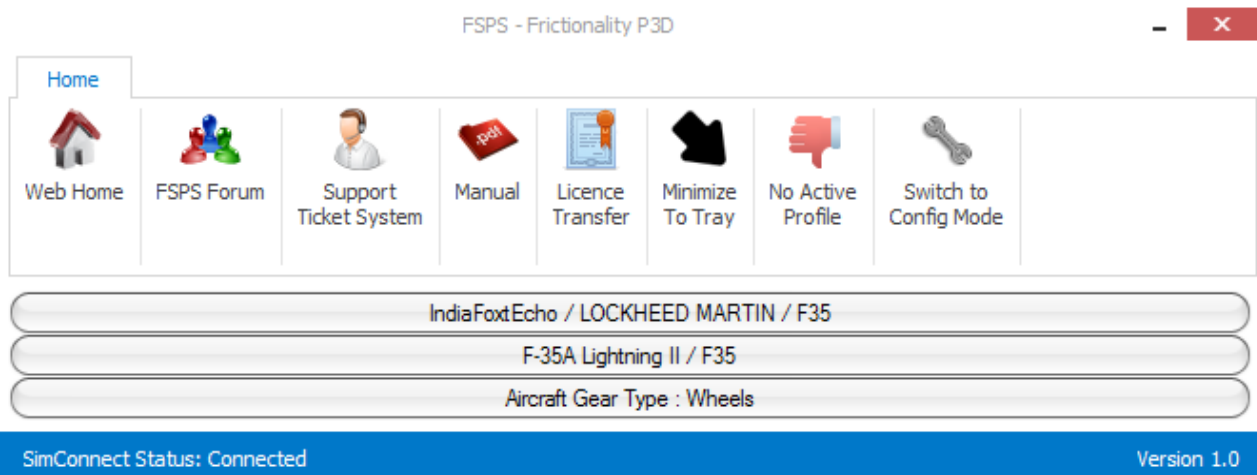 FSPS - Frictionality P3D
Home
Web Home
FSPS Forum
Support
Ticket System
.pdf
Manual
Licence
Transfer
Minimize
To Tray
No Active
Profile
Switch to
Config Mode
IndiaFoxtEcho / LOCKHEED MARTIN / F35
F-35A Lightning II / F35
Aircraft Gear Type : Wheels
SimConnect Status: Connected
Version 1.0